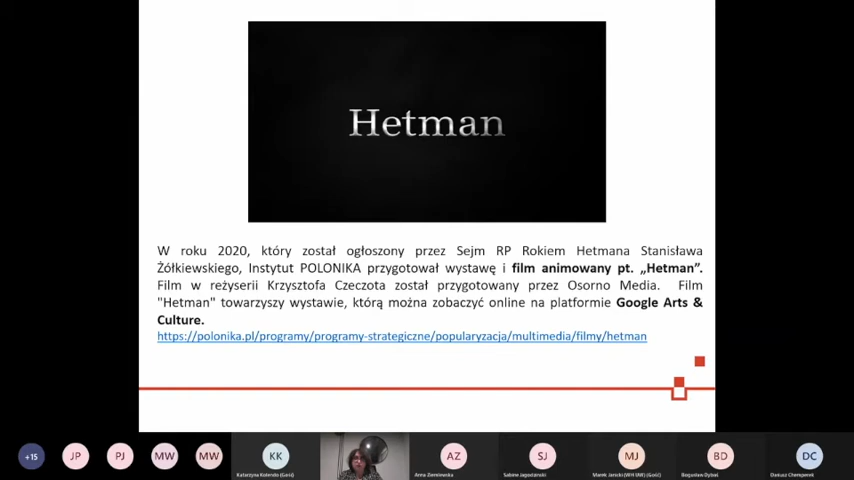 Hetman
W roku 2020, który został ogłoszony przez Sejm RP Rokiem Hetmana Stanisława
Żółkiewskiego, Instytut POLONIKA przygotował wystawę i film animowany pt. „Hetman”.
Film w reżyserii Krzysztofa Czeczota został przygotowany przez Osorno Media. Film
"Hetman" towarzyszy wystawie, którą można zobaczyć online na platformie Google Arts &
Culture.
https://polonika.pl/programy/programy-strategiczne/popularyzacja/multimedia/filmy/hetman
+15 JP PJ MW MW KK AZ SJ MJ BD DC
Katarzyna Kolendo (Gość) Anna Ziemlewska Sabine Jagodzinski Marek Janicki (WH UW) (Gość) Bogusław Dybaś Dariusz Chemperek